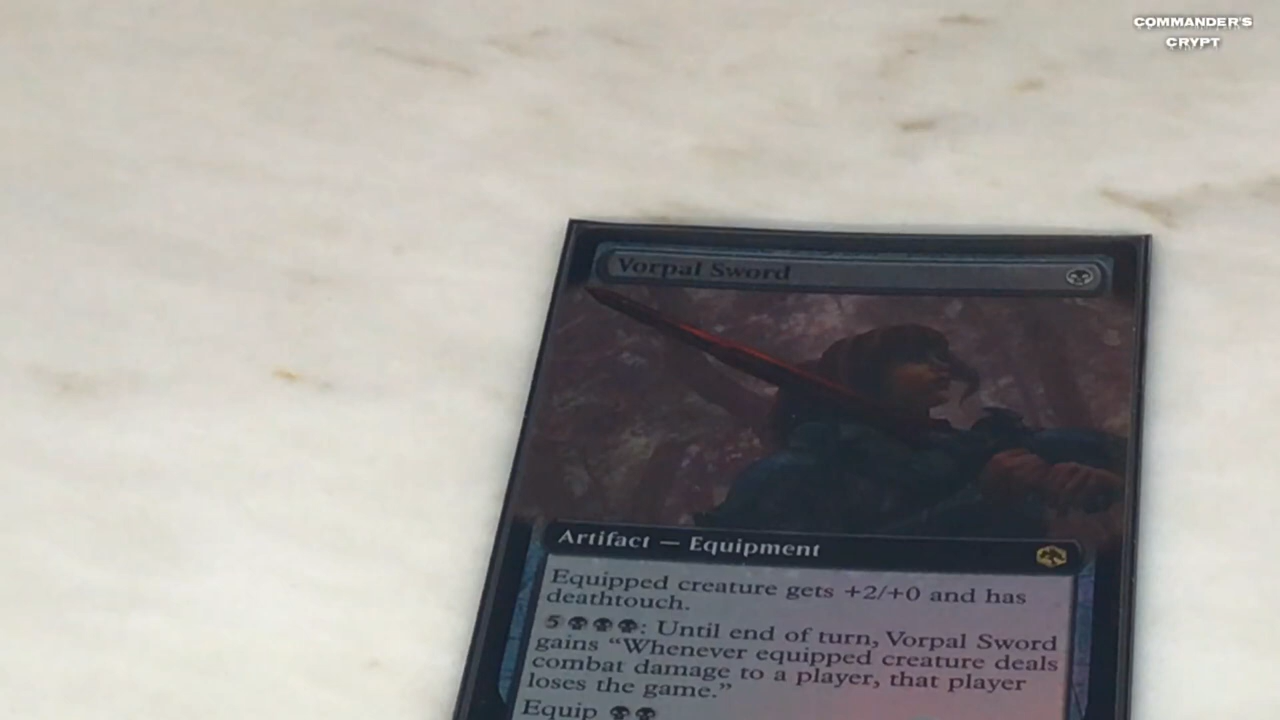 COMMANDER'S
CRYPT
Vorpal Sword
Artifact — Equipment
Equipped creature gets +2/+0 and has
deathtouch.
5: Until end of turn, Vorpal Sword
gains “Whenever equipped creature deals
combat damage to a player, that player
loses the game.”
Equip